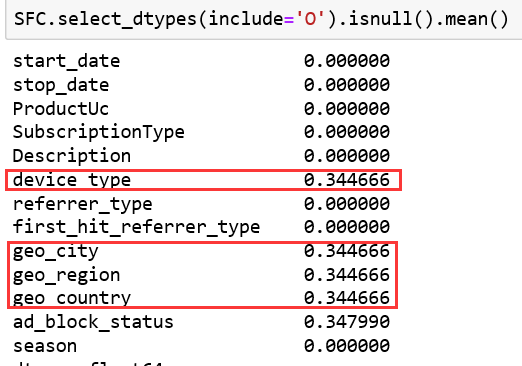 SFC.select_dtypes(include='O').isnull().mean()
start_date 0.000000
stop_date 0.000000
ProductUc 0.000000
SubscriptionType 0.000000
Description 0.000000
device_type 0.344666
referrer_type 0.000000
first_hit_referrer_type 0.000000
geo_city 0.344666
geo_region 0.344666
geo_country 0.344666
ad_block_status 0.347990
season 0.000000